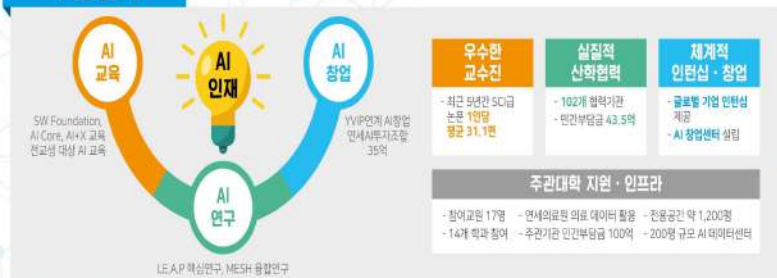 AI
교육
AI
인재
AI
창업
SW Foundation,
AI Core, AI+X 교육
전교생 대상 AI 교육
YVIP연계 AI창업
연세AI투자조합
35억
AI
연구
I.E.A.P 핵심연구, MESH 융합연구
우수한
교수진
- 최근 5년간 SCI급
논문 1인당
평균 31.1편
실질적
산학협력
- 102개 협력기관
- 민간부담금 43.5억
체계적
인턴십 · 창업
- 글로벌 기업 인턴십
제공
- AI 창업센터 설립
주관대학 지원 · 인프라
- 참여교원 17명 - 연세의료원 의료 데이터 활용 - 전용공간 약 1,200평
- 14개 학과 참여 - 주관기관 민간부담금 100억 - 200평 규모 AI 데이터센터